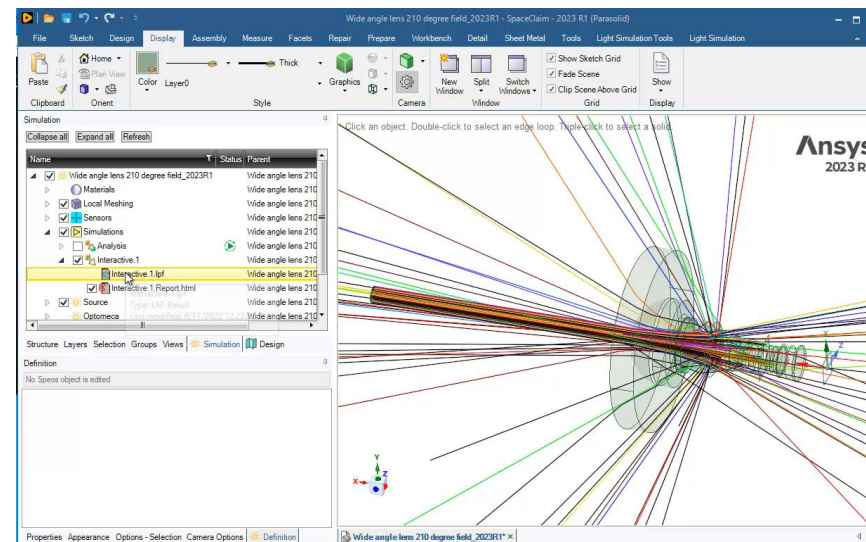 Wide angle lens 210 degree field_2023R1 - SpaceClaim - 2023 R1 (Parasolid)
File Sketch Design Display Assembly Measure Facets Repair Prepare Workbench Detail Sheet Metal Tools Light Simulation Tools Light Simulation
Home Thick Show Sketch Grid
Paste Plan View Color Layer0 Graphics New Window Split Switch Windows Fade Scene Show
Clip Scene Above Grid
Clipboard Orient Style Camera Window Grid Display
Simulation
Click an object. Double-click to select an edge loop. Triple-click to select a solid.
Collapse all Expand all Refresh
Ansys
2023 R
Name T Status Parent
Wide angle lens 210 degree field_2023R1 Wide angle lens 210
Materials Wide angle lens 210
Local Meshing Wide angle lens 210
Sensors Wide angle lens 210
Simulations Wide angle lens 210
Analysis Wide angle lens 210
Interactive.1 Wide angle lens 210
Interactive.1.lpf Wide angle lens 210
Interactive.1.Report.html Wide angle lens 210
Source Wide angle lens 210
Optomeca Wide angle lens 210
Structure Layers Selection Groups Views Simulation Design
Definition
No Speos object is edited
Y
Z
X
Z
Properties Appearance Options - Selection Camera Options Definition
Wide angle lens 210 degree field_2023R1* ×